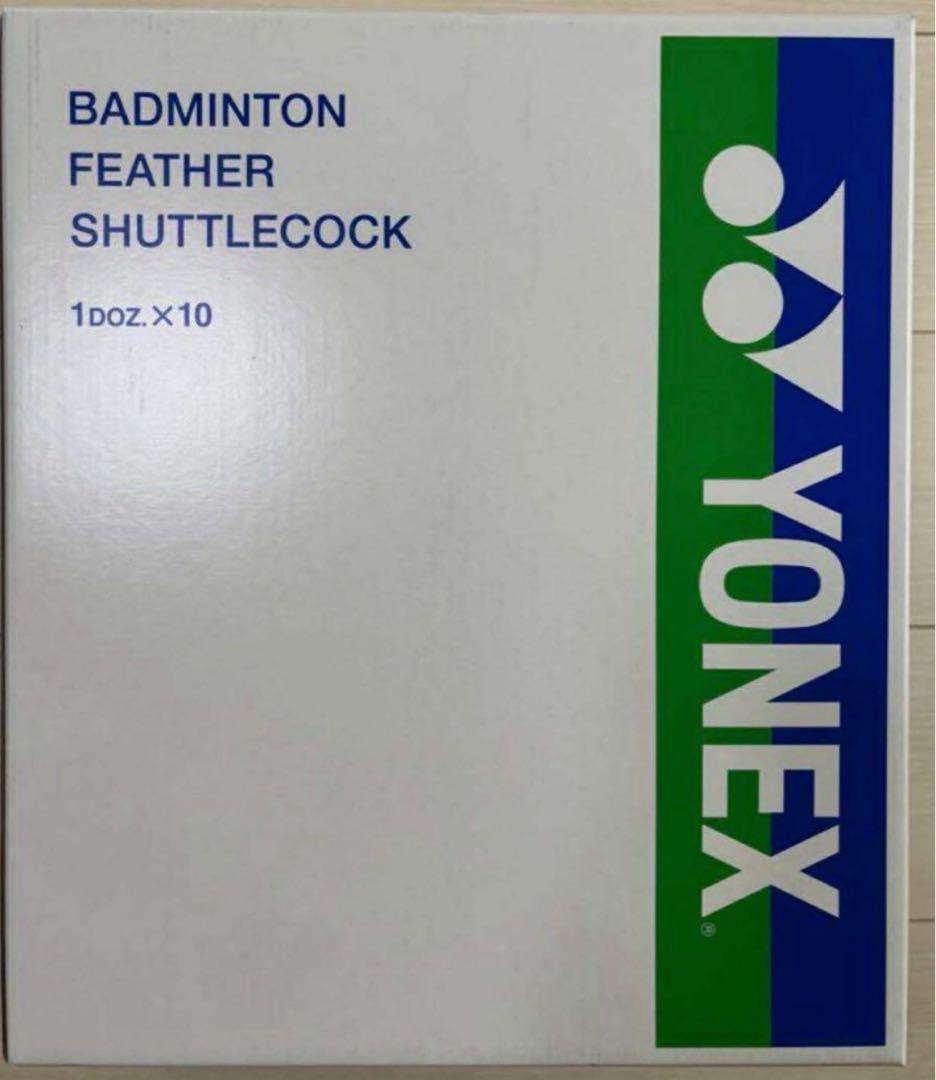 BADMINTON
FEATHER
SHUTTLECOCK
1DOZ.×10
YONEX®